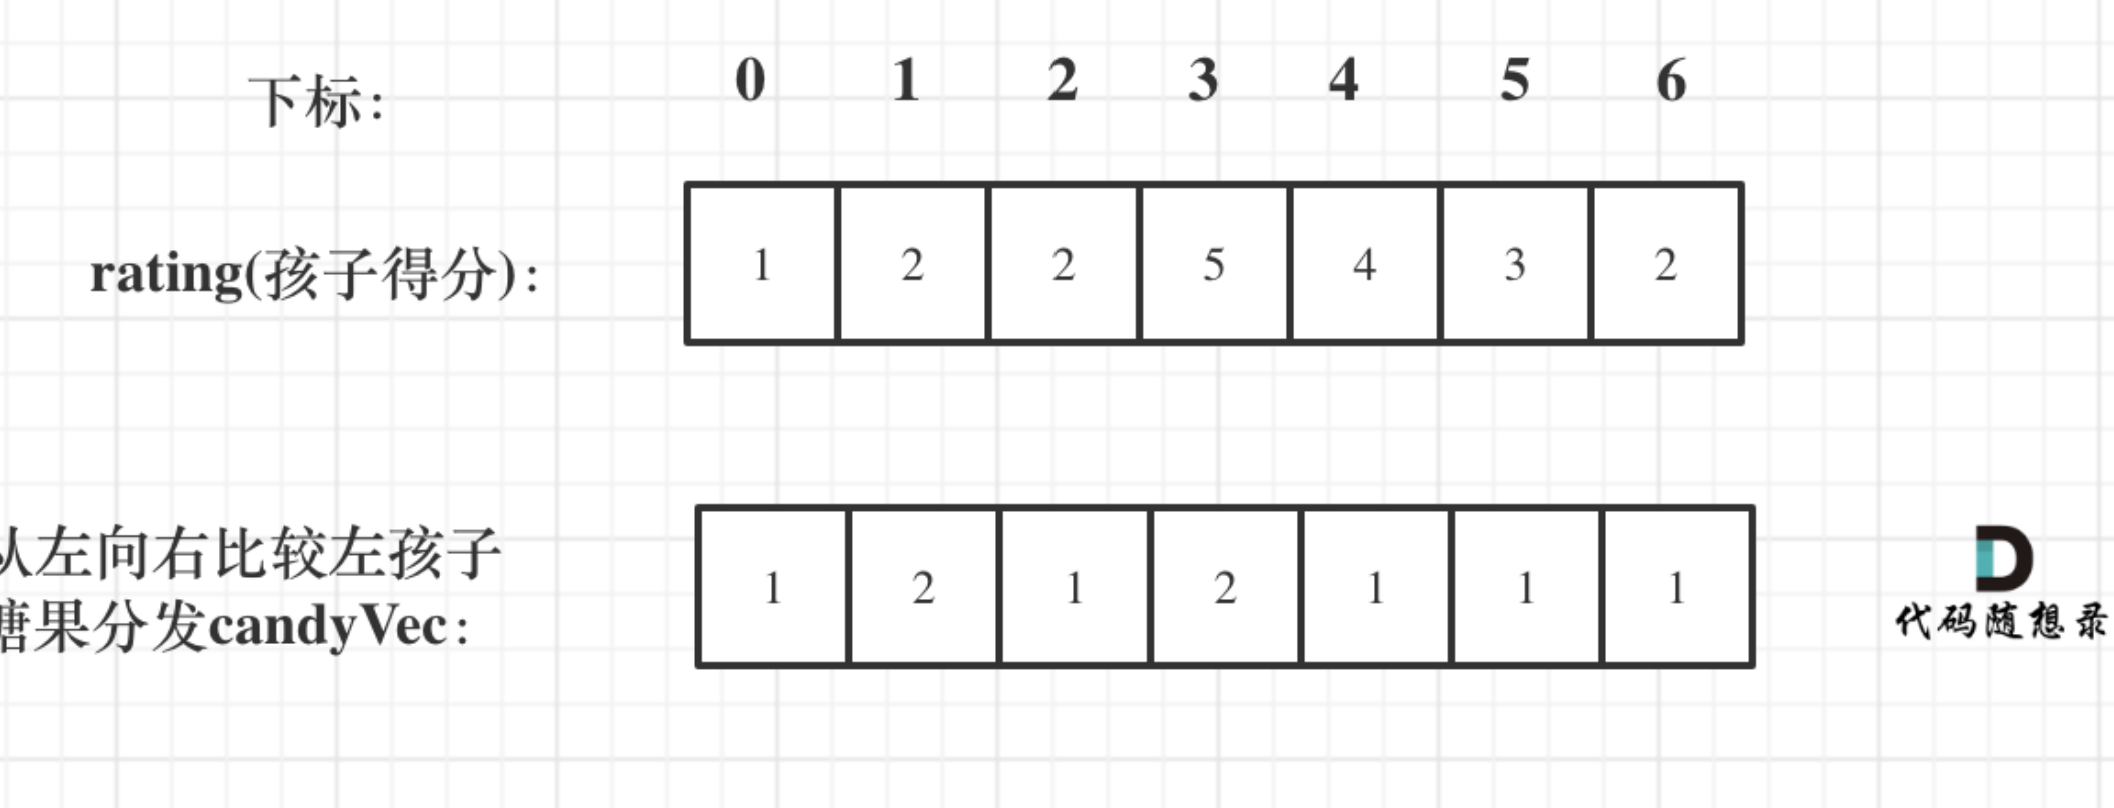 下标： 0 1 2 3 4 5 6
rating(孩子得分)： 1 2 2 5 4 3 2
从左向右比较左孩子
糖果分发candyVec： 1 2 1 2 1 1 1
代码随想录